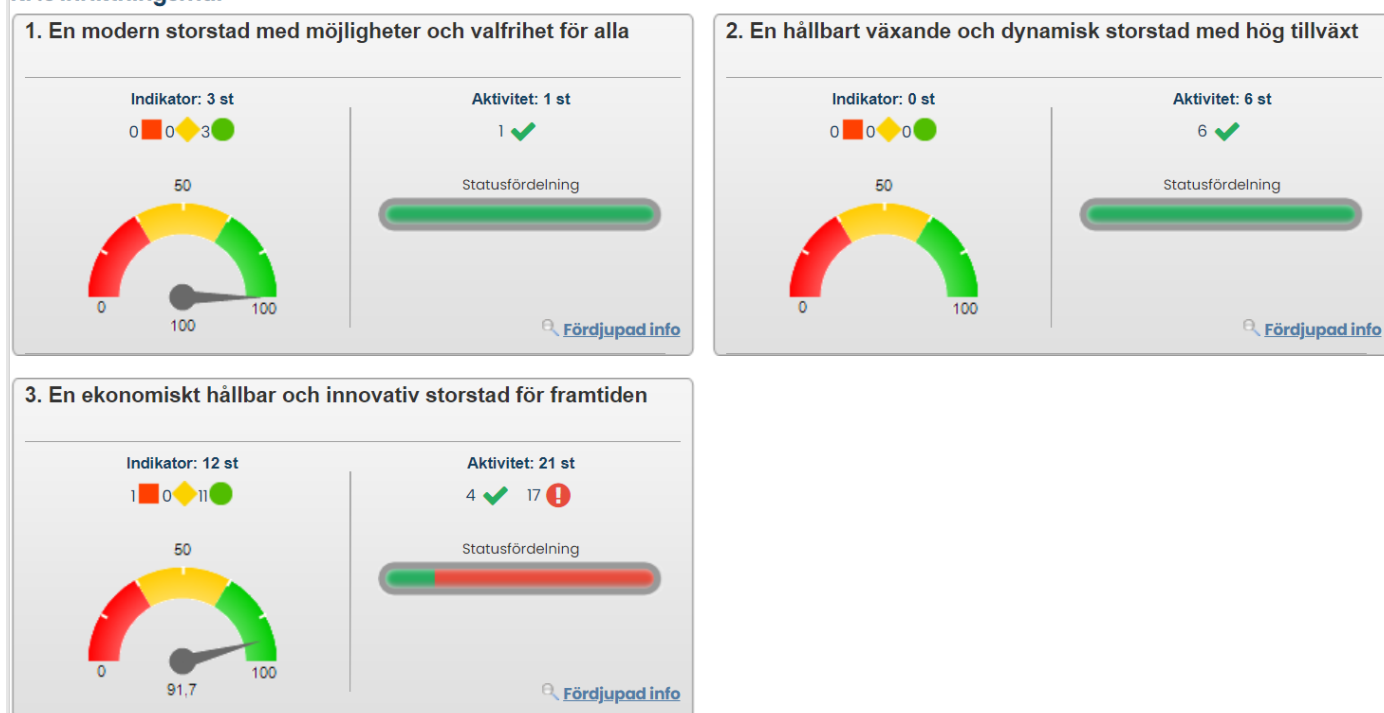 1. En modern storstad med möjligheter och valfrihet för alla
Indikator: 3 st
Aktivitet: 1 st
0 0 3
1
50
Statusfördelning
0
100
100
Fördjupad info
2. En hållbart växande och dynamisk storstad med hög tillväxt
Indikator: 0 st
Aktivitet: 6 st
0 0 0
6
50
Statusfördelning
0
100
Fördjupad info
3. En ekonomiskt hållbar och innovativ storstad för framtiden
Indikator: 12 st
Aktivitet: 21 st
1 0 11
4 17
50
Statusfördelning
0
100
91,7
Fördjupad info